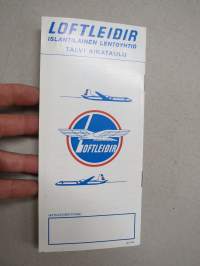 LOFTLEIDIR
ISLANTILAINEN LENTOYHTIÖ
TALVI AIKATAULU
LOFTLEIDIR